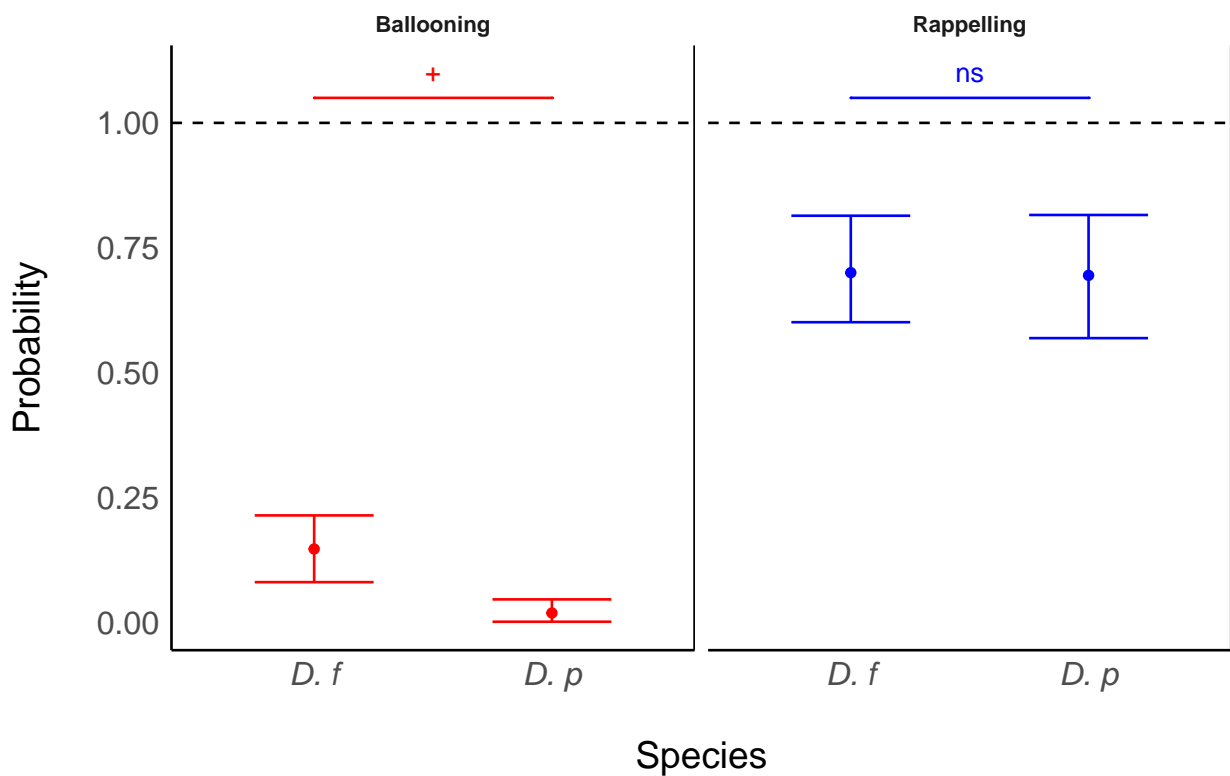 Ballooning
Rappelling
+
ns
1.00
0.75
0.50
0.25
0.00
Probability
D. f
D. p
D. f
D. p
Species